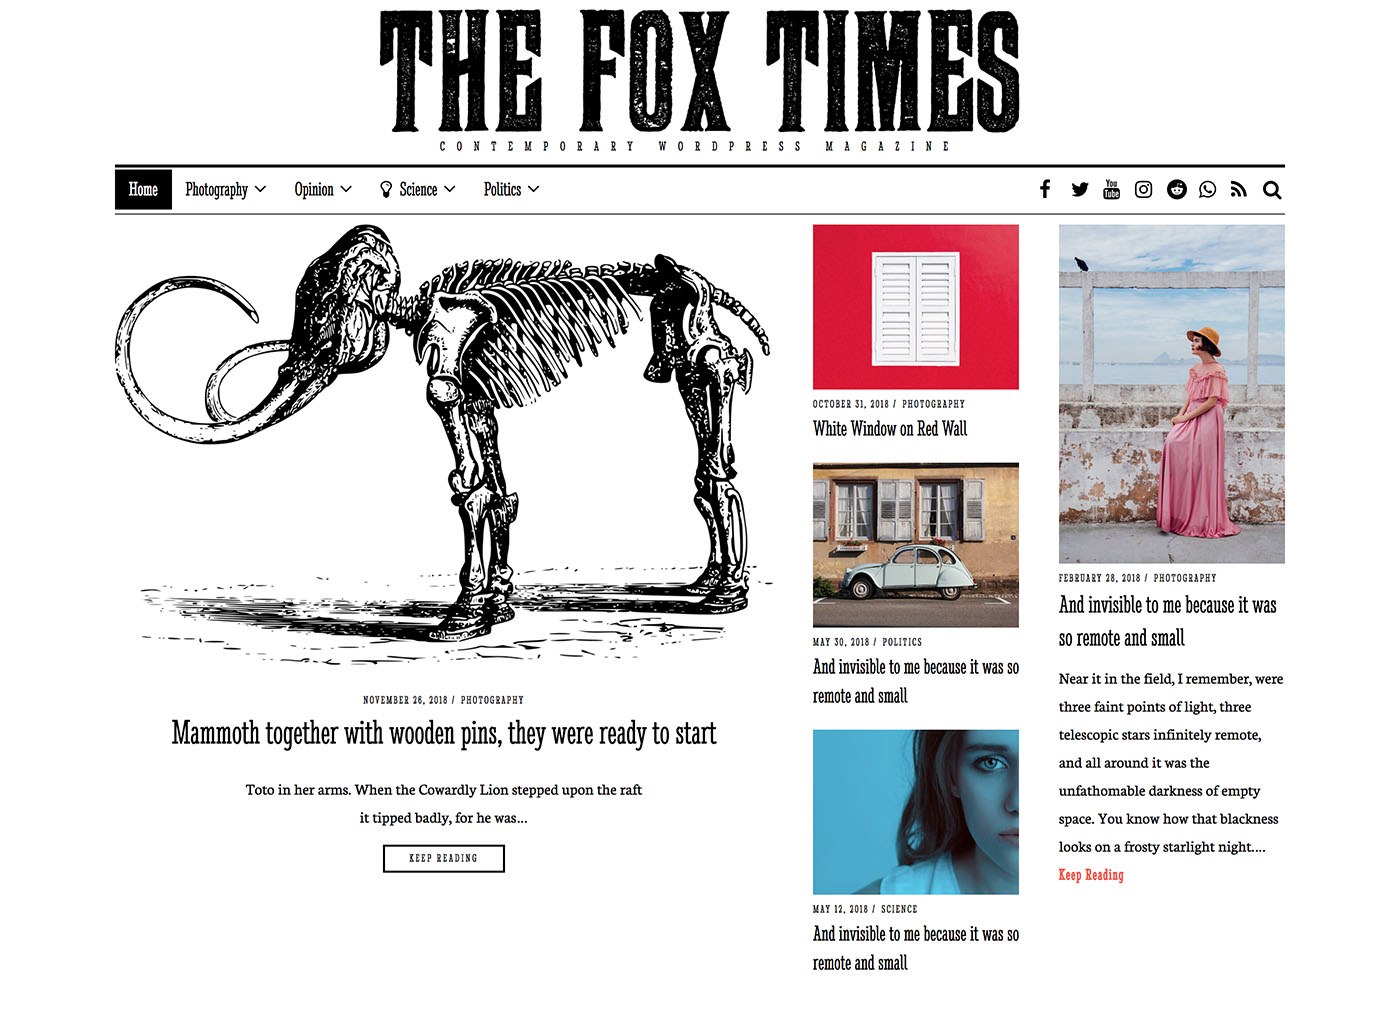 THE FOX TIMES
CONTEMPORARY WORDPRESS MAGAZINE
Home Photography Opinion Science Politics You Tube
NOVEMBER 26, 2018 / PHOTOGRAPHY
Mammoth together with wooden pins, they were ready to start
Toto in her arms. When the Cowardly Lion stepped upon the raft
it tipped badly, for he was...
KEEP READING
OCTOBER 31, 2018 / PHOTOGRAPHY
White Window on Red Wall
MAY 30, 2018 / POLITICS
And invisible to me because it was so
remote and small
MAY 12, 2018 / SCIENCE
And invisible to me because it was so
remote and small
FEBRUARY 28, 2018 / PHOTOGRAPHY
And invisible to me because it was
so remote and small
Near it in the field, I remember, were
three faint points of light, three
telescopic stars infinitely remote,
and all around it was the
unfathomable darkness of empty
space. You know how that blackness
looks on a frosty starlight night....
Keep Reading